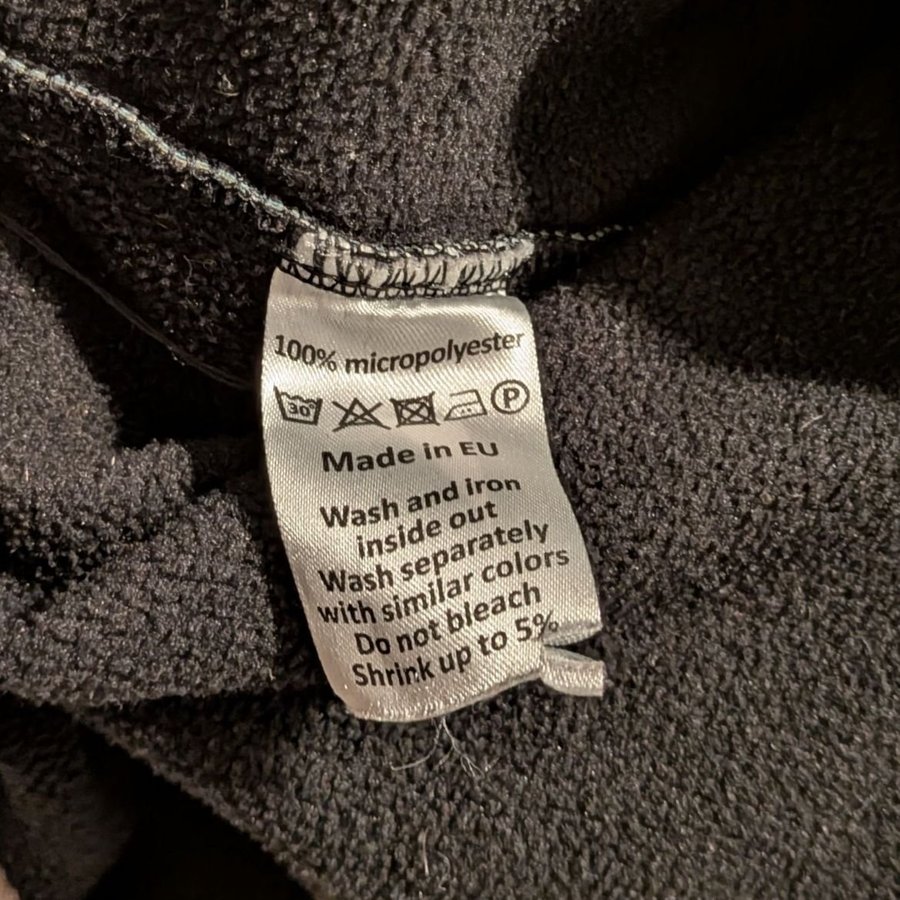 100% micropolyester
30° P
Made in EU
Wash and iron
inside out
Wash separately
with similar colors
Do not bleach
Shrink up to 5%